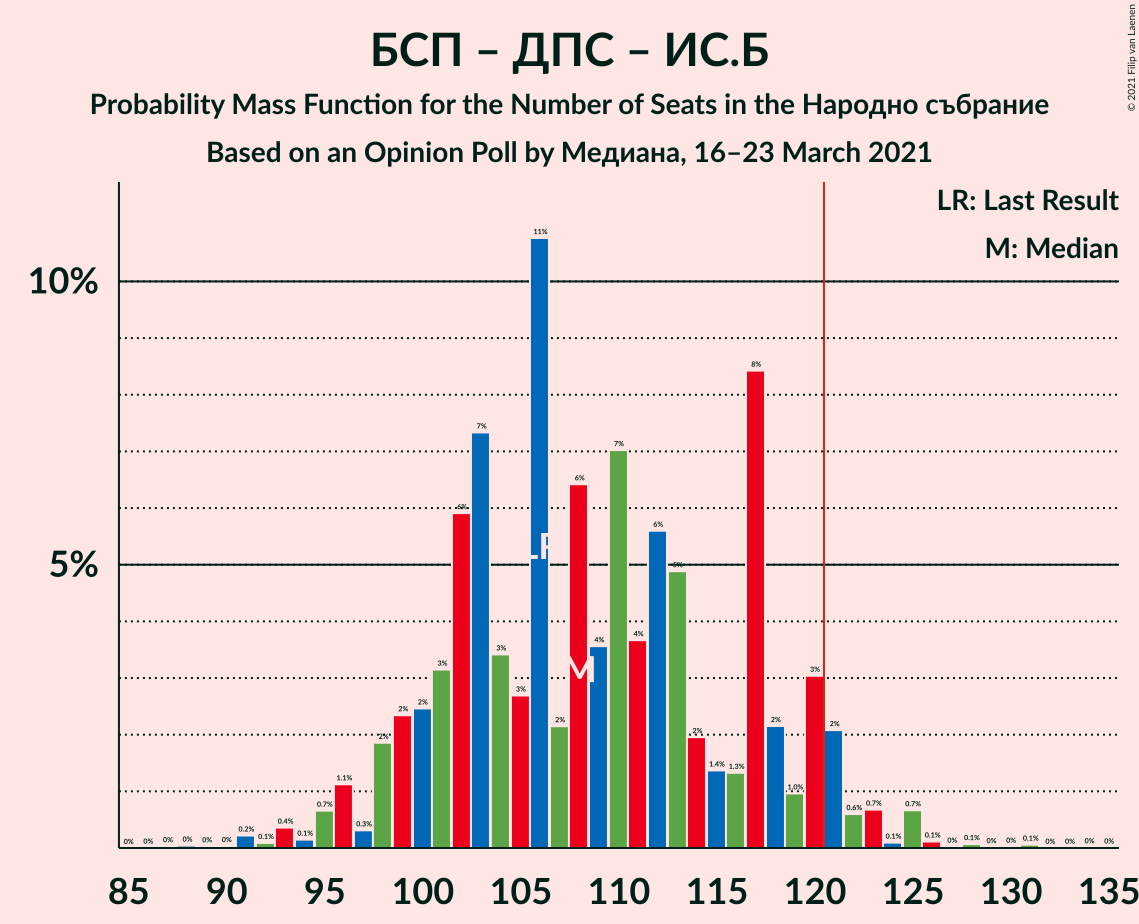 БСП – ДПС – ИС.Б
Probability Mass Function for the Number of Seats in the Народно събрание
Based on an Opinion Poll by Медиана, 16–23 March 2021
© 2021 Filip van Laenen
LR: Last Result
M: Median
10%
5%
0% 0% 0% 0% 0% 0% 0.2% 0.1% 0.4% 0.1% 0.7% 1.1% 0.3% 2% 2% 2% 3% 6% 7% 3% 3% 11% 2% 6% 4% 7% 4% 6% 5% 2% 1.4% 1.3% 8% 2% 1.0% 3% 2% 0.6% 0.7% 0.1% 0.7% 0.1% 0% 0.1% 0% 0% 0.1% 0% 0% 0% 0%
LR
M
85 90 95 100 105 110 115 120 125 130 135